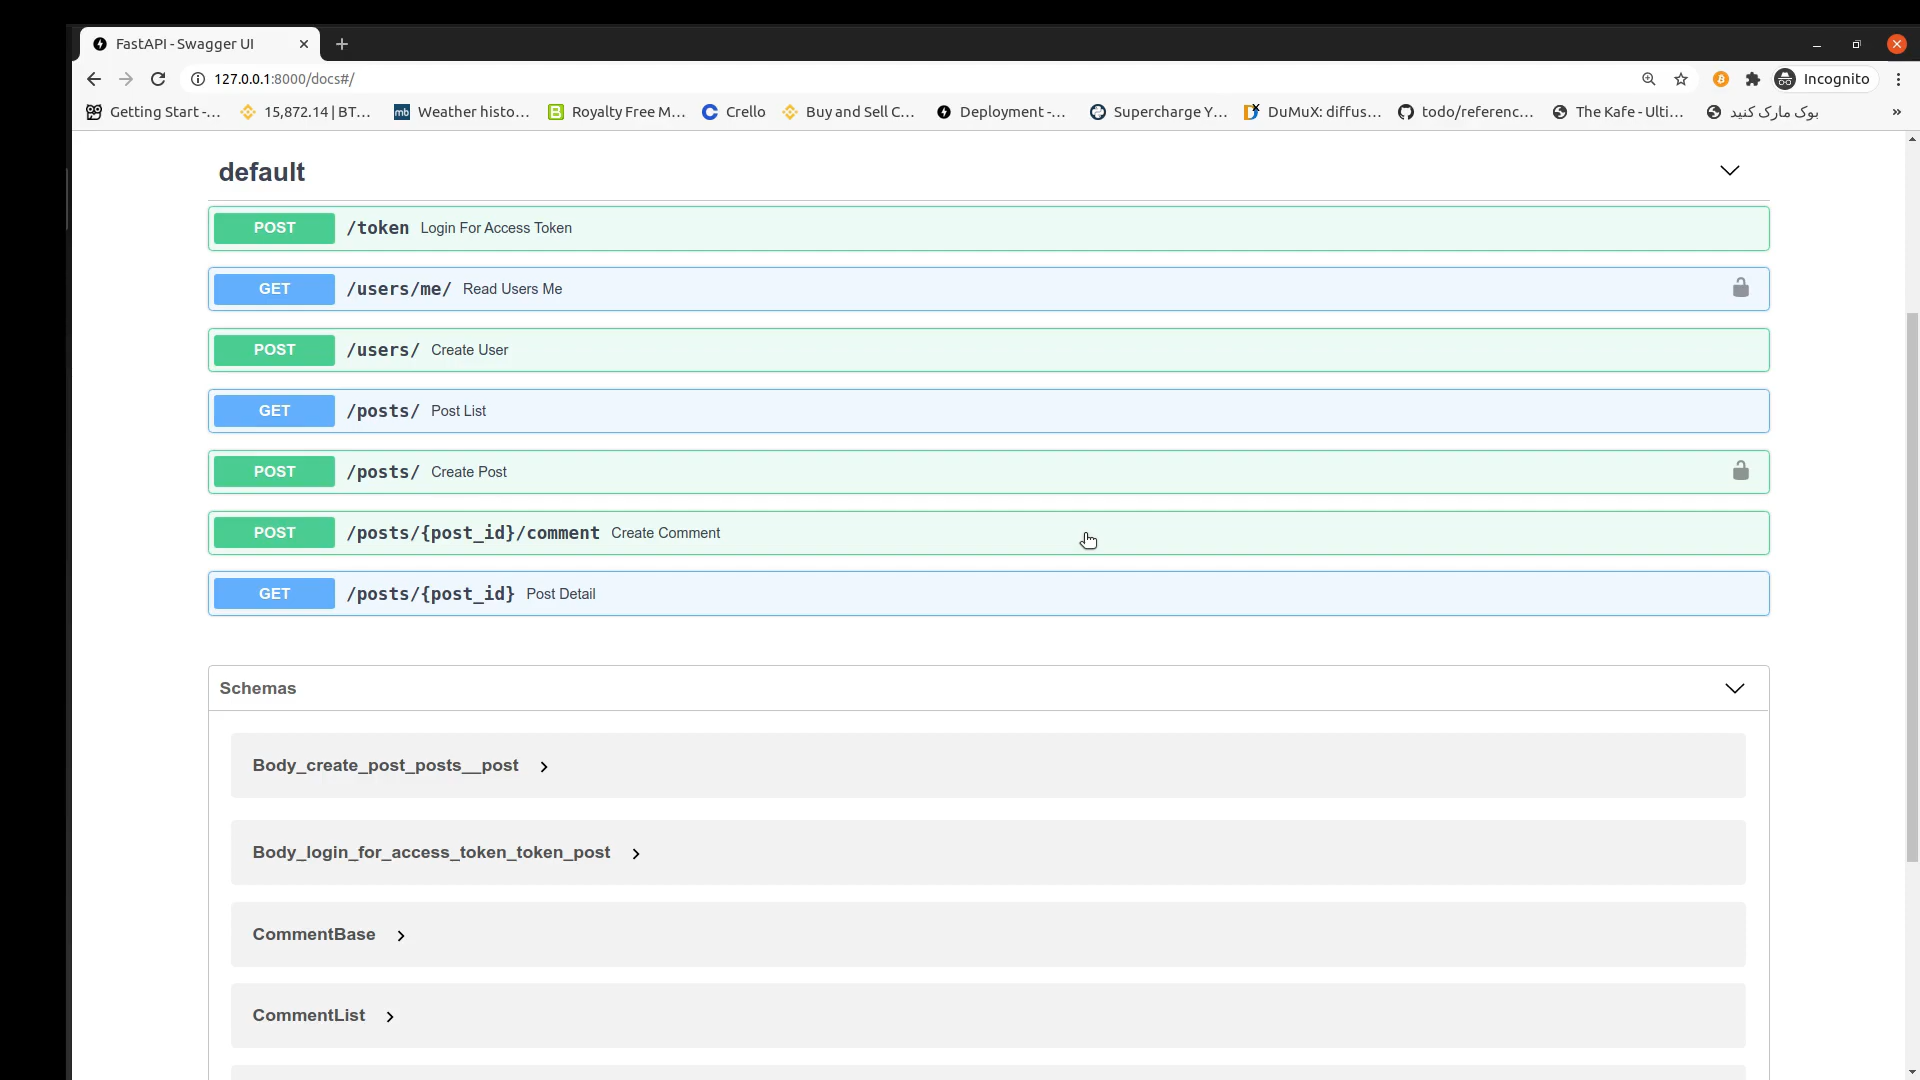 FastAPI - Swagger UI
127.0.0.1:8000/docs#/
Incognito
Getting Start -... 15,872.14 | BT... Weather histo... Royalty Free M... Crello Buy and Sell C... Deployment -... Supercharge Y... DuMuX: diffus... todo/referenc... The Kafe - Ulti... بوک مارک کنید »
default
POST /token Login For Access Token
GET /users/me/ Read Users Me
POST /users/ Create User
GET /posts/ Post List
POST /posts/ Create Post
POST /posts/{post_id}/comment Create Comment
GET /posts/{post_id} Post Detail
Schemas
Body_create_post_posts__post
Body_login_for_access_token_token_post
CommentBase
CommentList